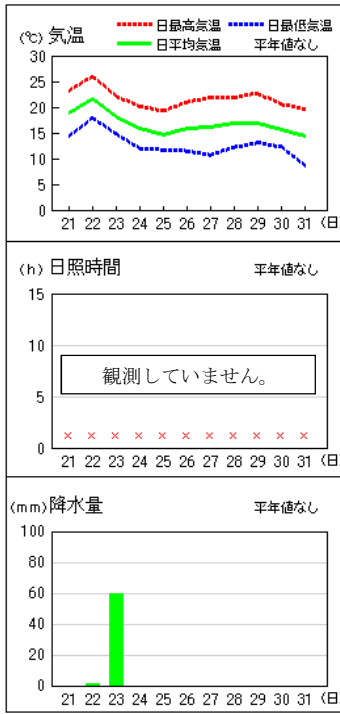 (℃) 気温 日最高気温 日最低気温
日平均気温 平年値なし
30
25
20
15
10
5
0
21 22 23 24 25 26 27 28 29 30 31 (日)
(h) 日照時間 平年値なし
15
10
観測していません。
5
× × × × × × × × × × ×
0
21 22 23 24 25 26 27 28 29 30 31 (日)
(mm) 降水量 平年値なし
100
80
60
40
20
0
21 22 23 24 25 26 27 28 29 30 31 (日)